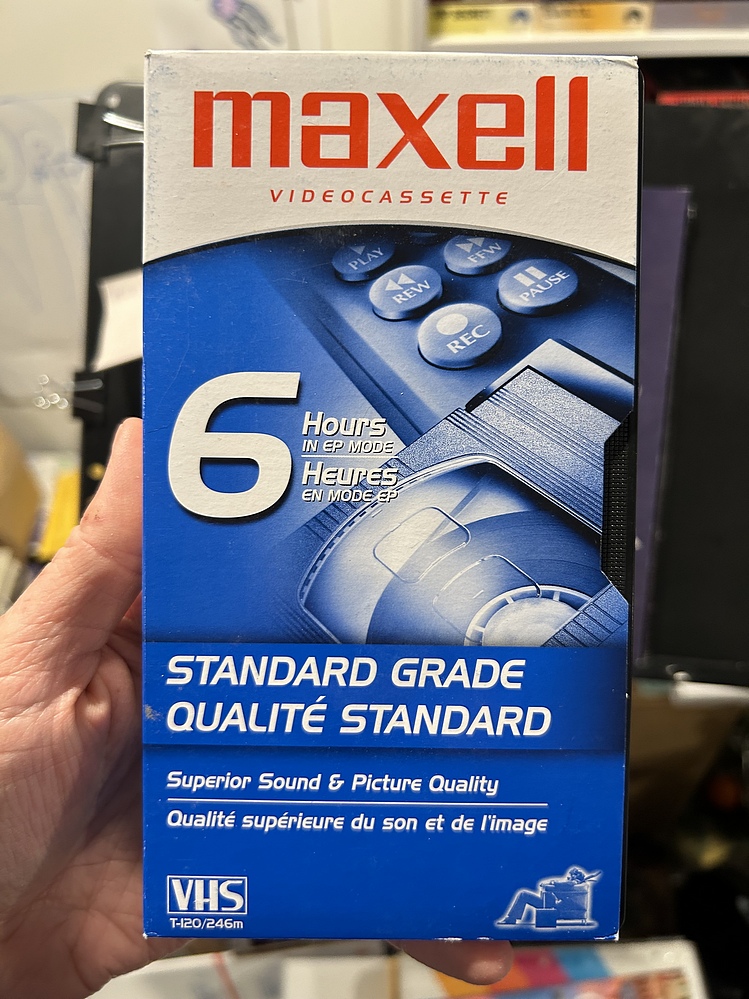 maxell
VIDEOCASSETTE
PLAY
FFW
REW
PAUSE
REC
6
Hours
IN EP MODE
Heures
EN MODE EP
STANDARD GRADE
QUALITÉ STANDARD
Superior Sound & Picture Quality
Qualité supérieure du son et de l'image
VHS
T-120/246m